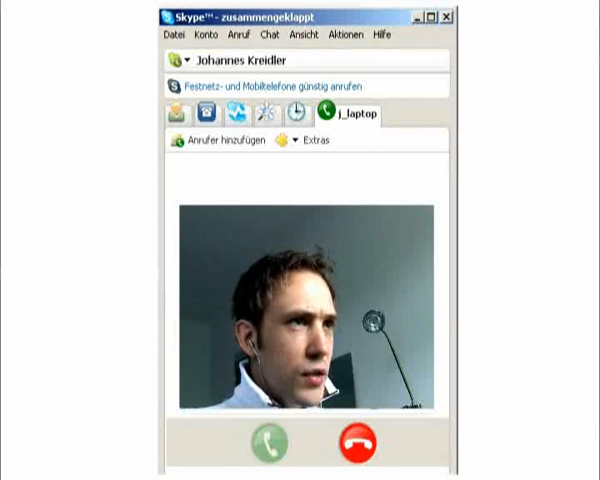 Skype™ - zusammengeklappt
Datei Konto Anruf Chat Ansicht Aktionen Hilfe
Johannes Kreidler
Festnetz- und Mobiltelefone günstig anrufen
j_laptop
Anrufer hinzufügen Extras